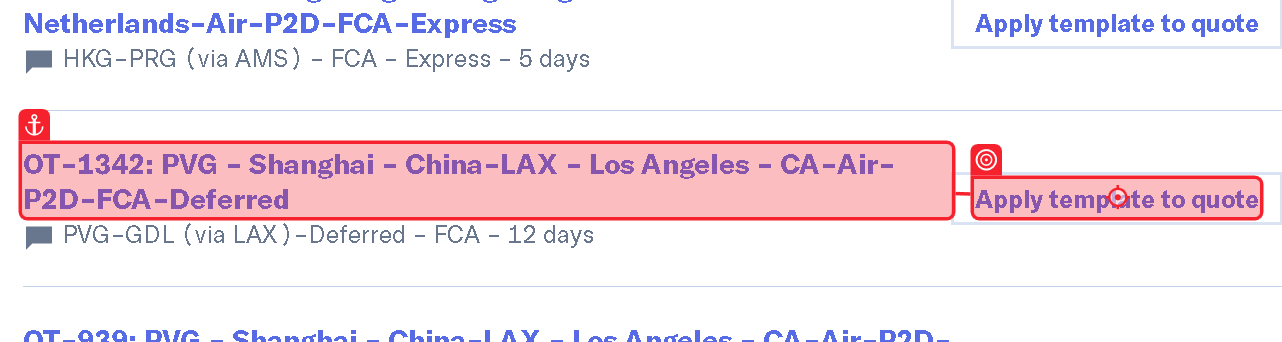 Netherlands-Air-P2D-FCA-Express
Apply template to quote
HKG-PRG (via AMS) - FCA - Express - 5 days
OT-1342: PVG - Shanghai - China-LAX - Los Angeles - CA-Air-
P2D-FCA-Deferred
Apply template to quote
PVG-GDL (via LAX)-Deferred - FCA - 12 days
OT-939: PVG - Shanghai - China-LAX - Los Angeles - CA-Air-P2D-